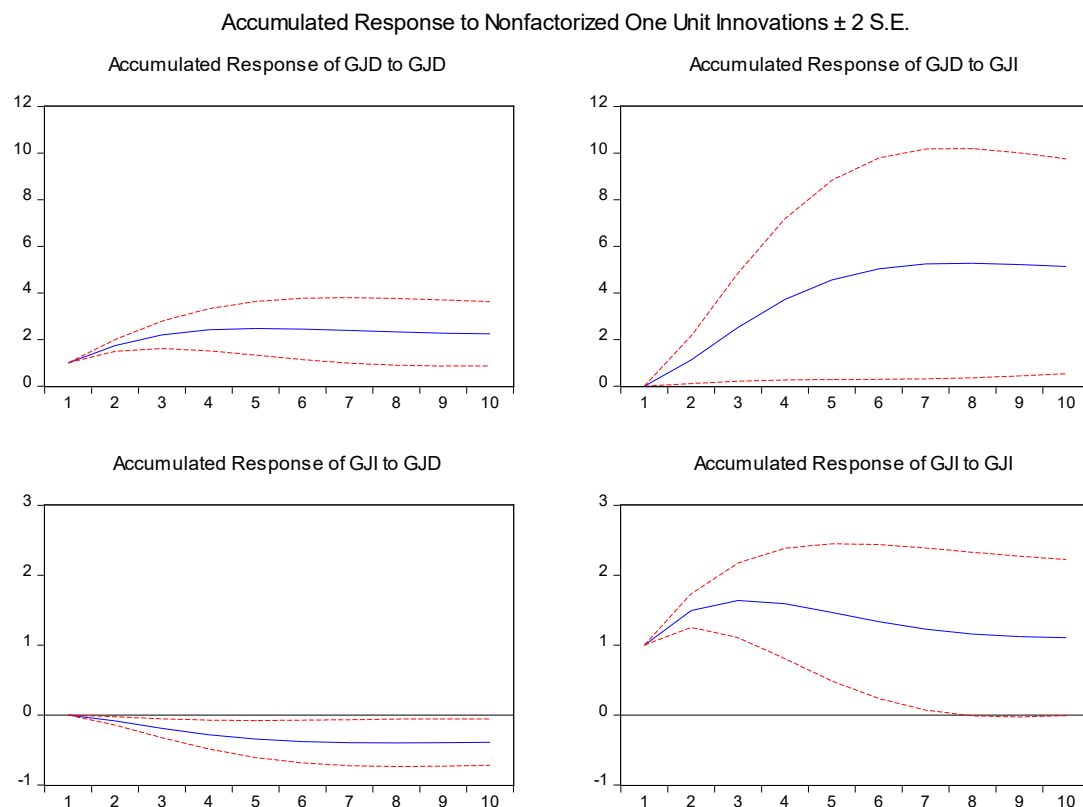 Accumulated Response to Nonfactorized One Unit Innovations ± 2 S.E.
Accumulated Response of GJD to GJD
12
10
8
6
4
2
0
1 2 3 4 5 6 7 8 9 10
Accumulated Response of GJD to GJI
12
10
8
6
4
2
0
1 2 3 4 5 6 7 8 9 10
Accumulated Response of GJI to GJD
3
2
1
0
-1
1 2 3 4 5 6 7 8 9 10
Accumulated Response of GJI to GJI
3
2
1
0
-1
1 2 3 4 5 6 7 8 9 10